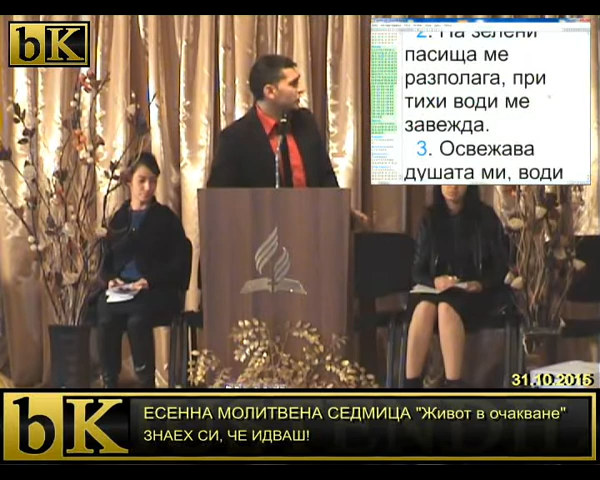 bK
2. На зелени
пасища ме
разполага, при
тихи води ме
завежда.
3. Освежава
душата ми, води
31.10.2015
bK
ЕСЕННА МОЛИТВЕНА СЕДМИЦА "Живот в очакване"
ЗНАЕХ СИ, ЧЕ ИДВАШ!